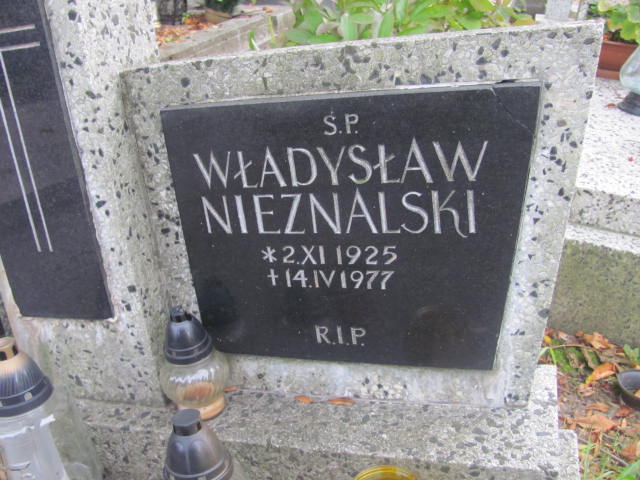 Ś.P.
WŁADYSŁAW
NIEZNALSKI
* 2.XI 1925
† 14.IV 1977
R.I.P.